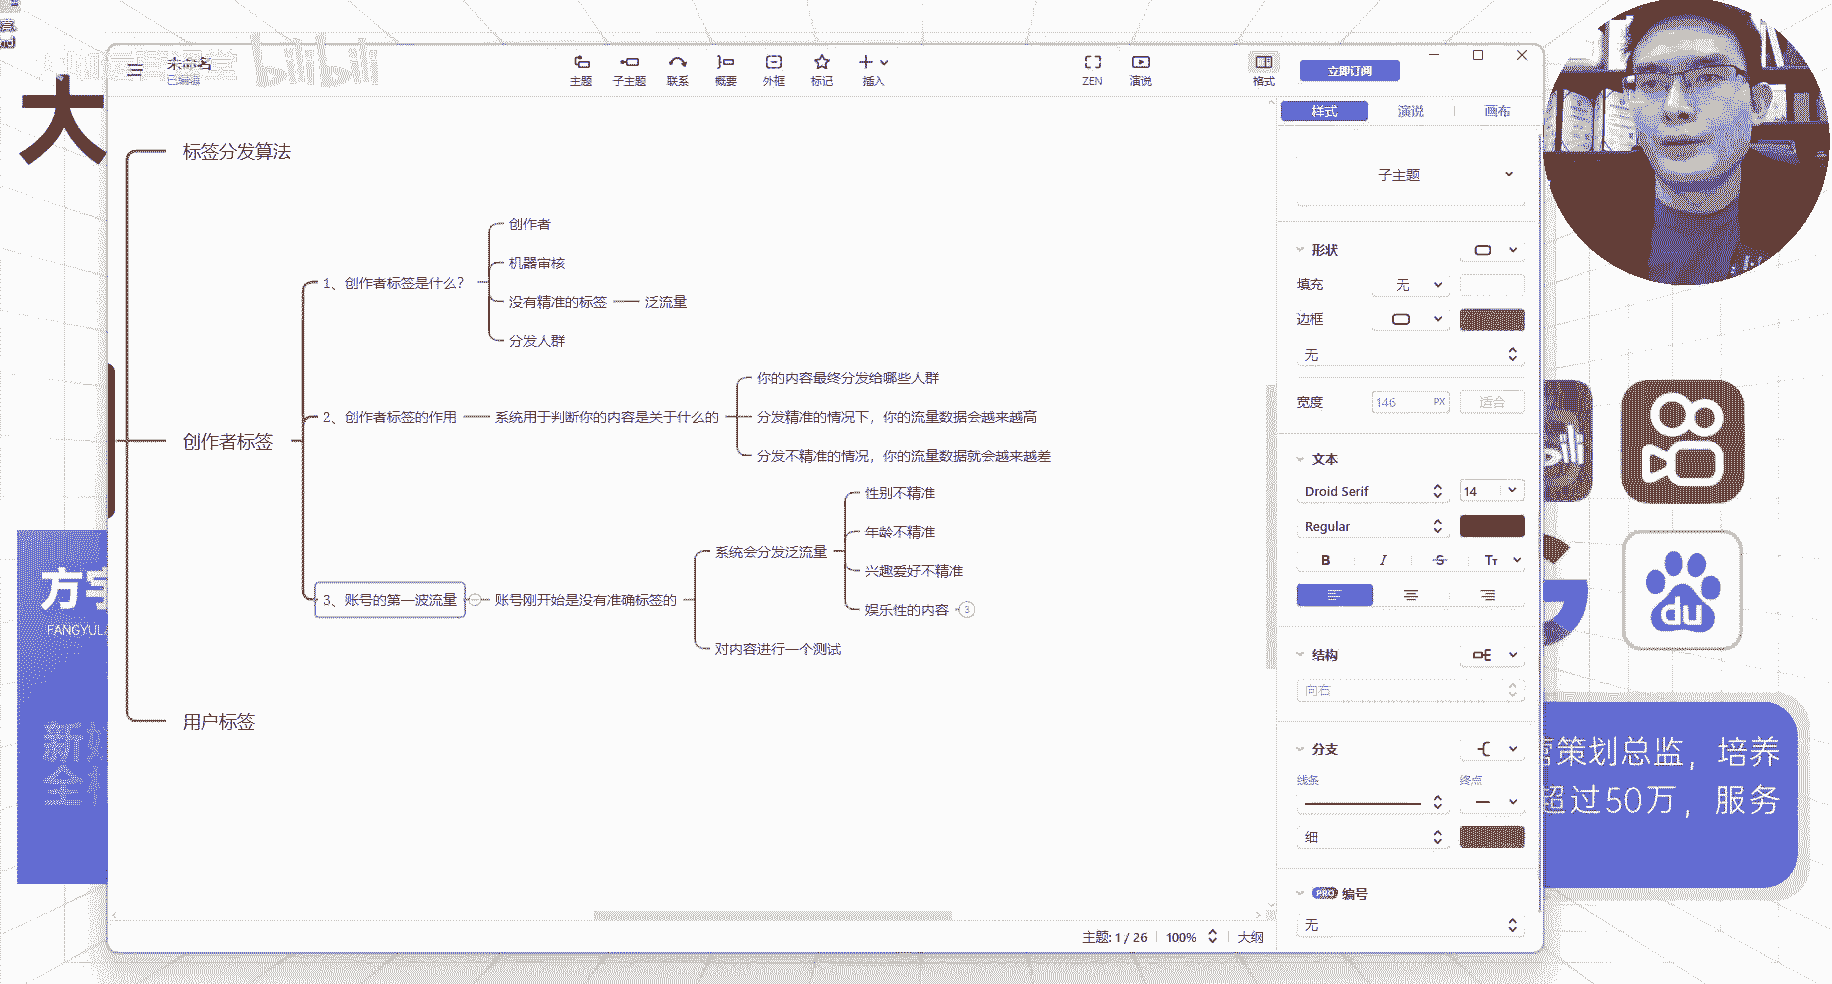 未命名
已编辑
bilibili
主题
子主题
联系
概要
外框
标记
插入
ZEN
演说
格式
立即订阅
样式
演说
画布
大
标签分发算法
创作者
机器审核
1、创作者标签是什么？
没有精准的标签
泛流量
分发人群
你的内容最终分发给哪些人群
2、创作者标签的作用
系统用于判断你的内容是关于什么的
分发精准的情况下，你的流量数据会越来越高
创作者标签
分发不精准的情况，你的流量数据就会越来越差
性别不精准
年龄不精准
系统会分发泛流量
兴趣爱好不精准
3、账号的第一波流量
账号刚开始是没有准确标签的
娱乐性的内容
3
对内容进行一个测试
用户标签
子主题
形状
填充
无
边框
无
宽度
146
PX
适合
文本
Droid Serif
14
Regular
B
I
S
Tт
结构
向右
分支
线条
终点
细
PRO
编号
无
主题: 1 / 26
100%
大纲
方宇
FANGYUL
新
全
du
营策划总监，培养
超过50万，服务